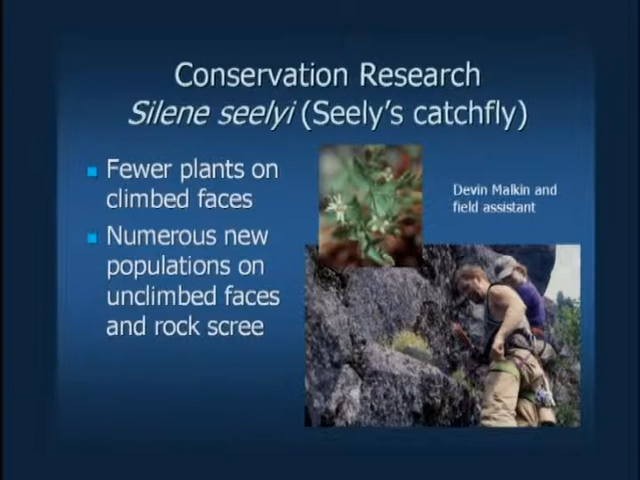 Conservation Research
Silene seelyi (Seely's catchfly)
Fewer plants on
climbed faces
Numerous new
populations on
unclimbed faces
and rock scree
Devin Malkin and
field assistant